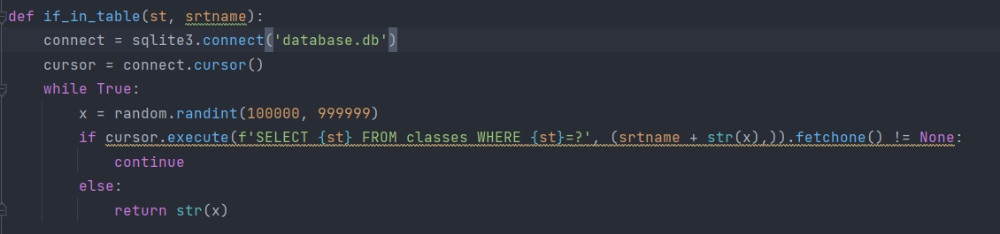 def if_in_table(st, srtname):
    connect = sqlite3.connect('database.db')
    cursor = connect.cursor()
    while True:
        x = random.randint(100000, 999999)
        if cursor.execute(f'SELECT {st} FROM classes WHERE {st}=?', (srtname + str(x),)).fetchone() != None:
            continue
        else:
            return str(x)